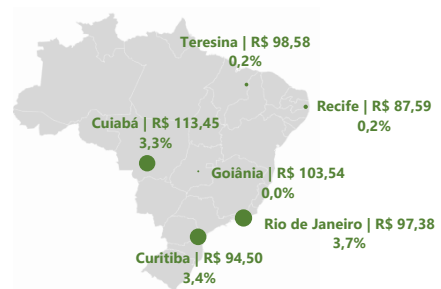 Teresina | R$ 98,58
0,2%
Recife | R$ 87,59
0,2%
Cuiabá | R$ 113,45
3,3%
Goiânia | R$ 103,54
0,0%
Rio de Janeiro | R$ 97,38
3,7%
Curitiba | R$ 94,50
3,4%